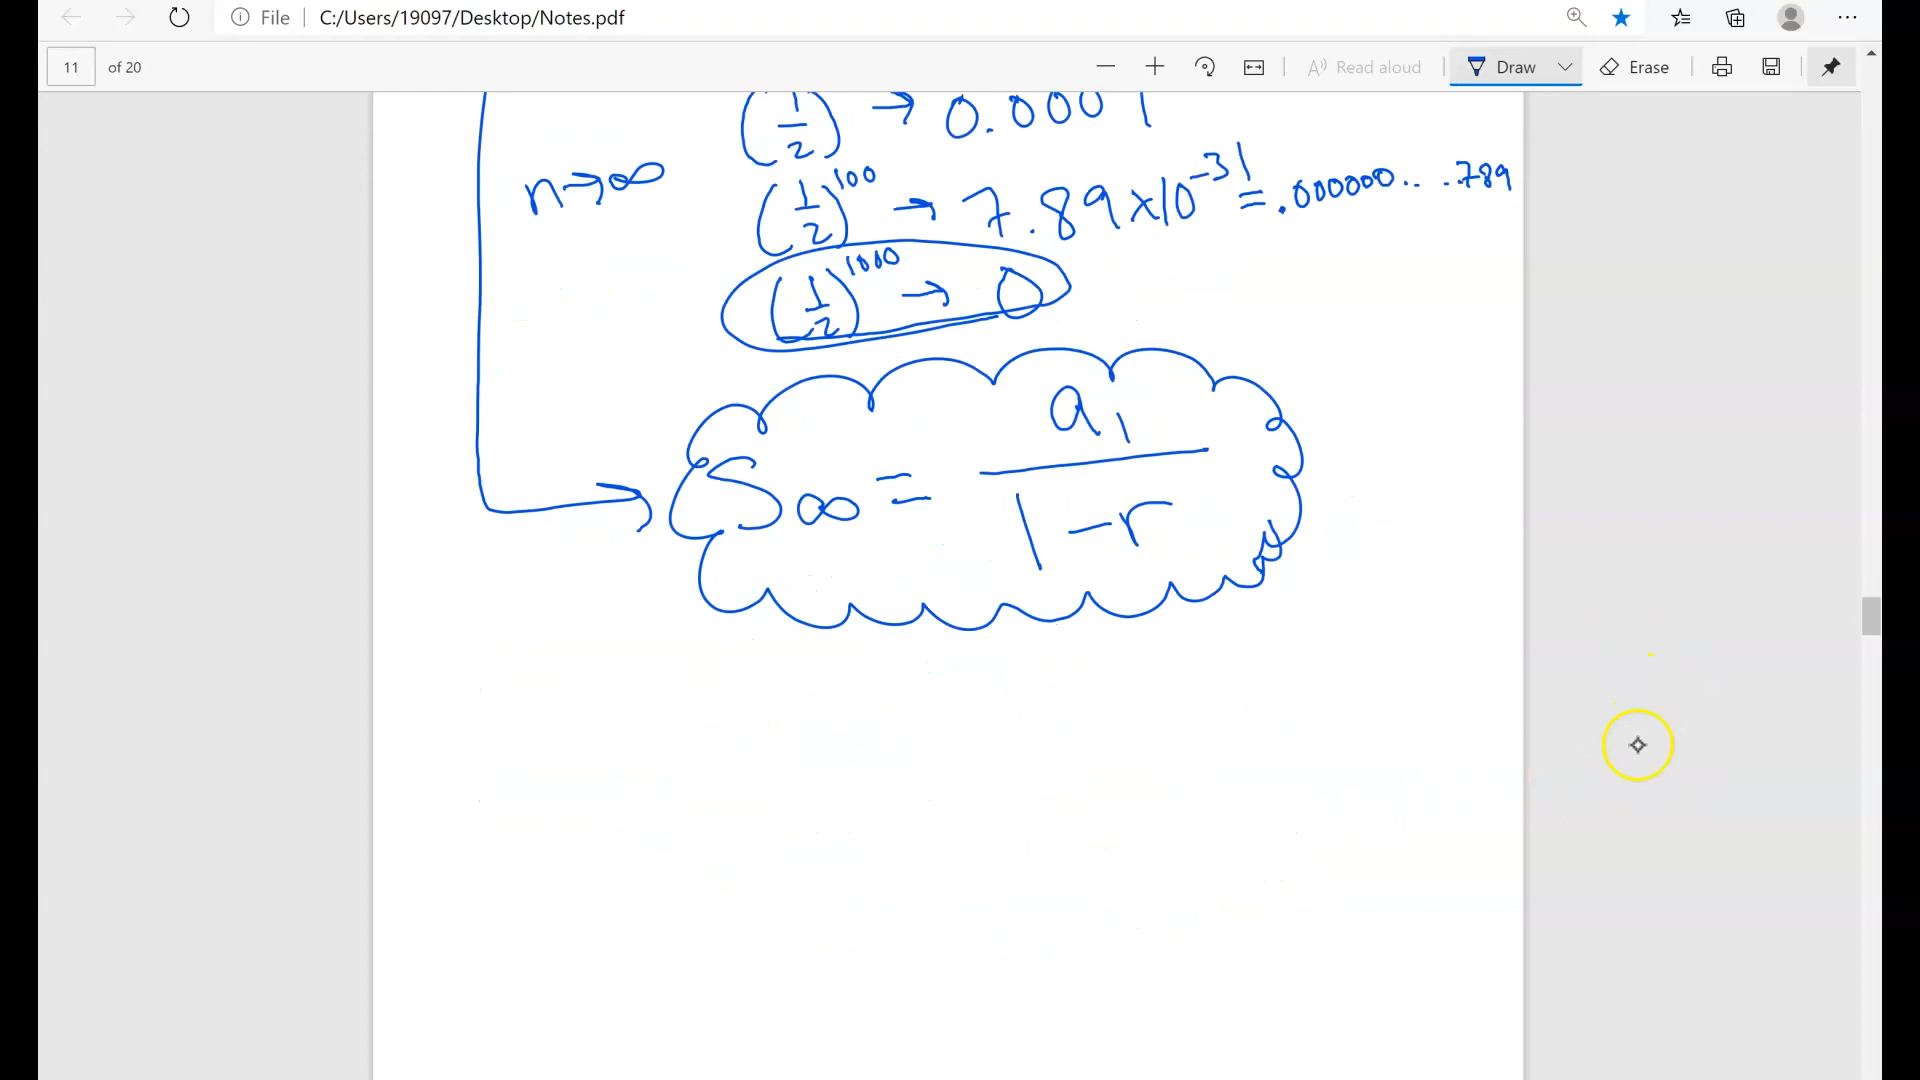 File C:/Users/19097/Desktop/Notes.pdf
11 of 20 Read aloud Draw Erase
(1/2) → 0.0001
n→∞
(1/2)^100 → 7.89 x10^-31 = .000000.. ..789
(1/2)^1000 → 0
S∞ = a₁ / 1-r